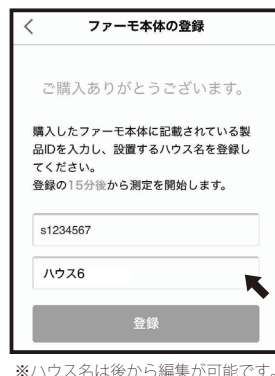 ファーモ本体の登録
ご購入ありがとうございます。
購入したファーモ本体に記載されている製
品IDを入力し、設置するハウス名を登録し
てください。
登録の15分後から測定を開始します。
s1234567
ハウス6
登録
※ハウス名は後から編集が可能です。